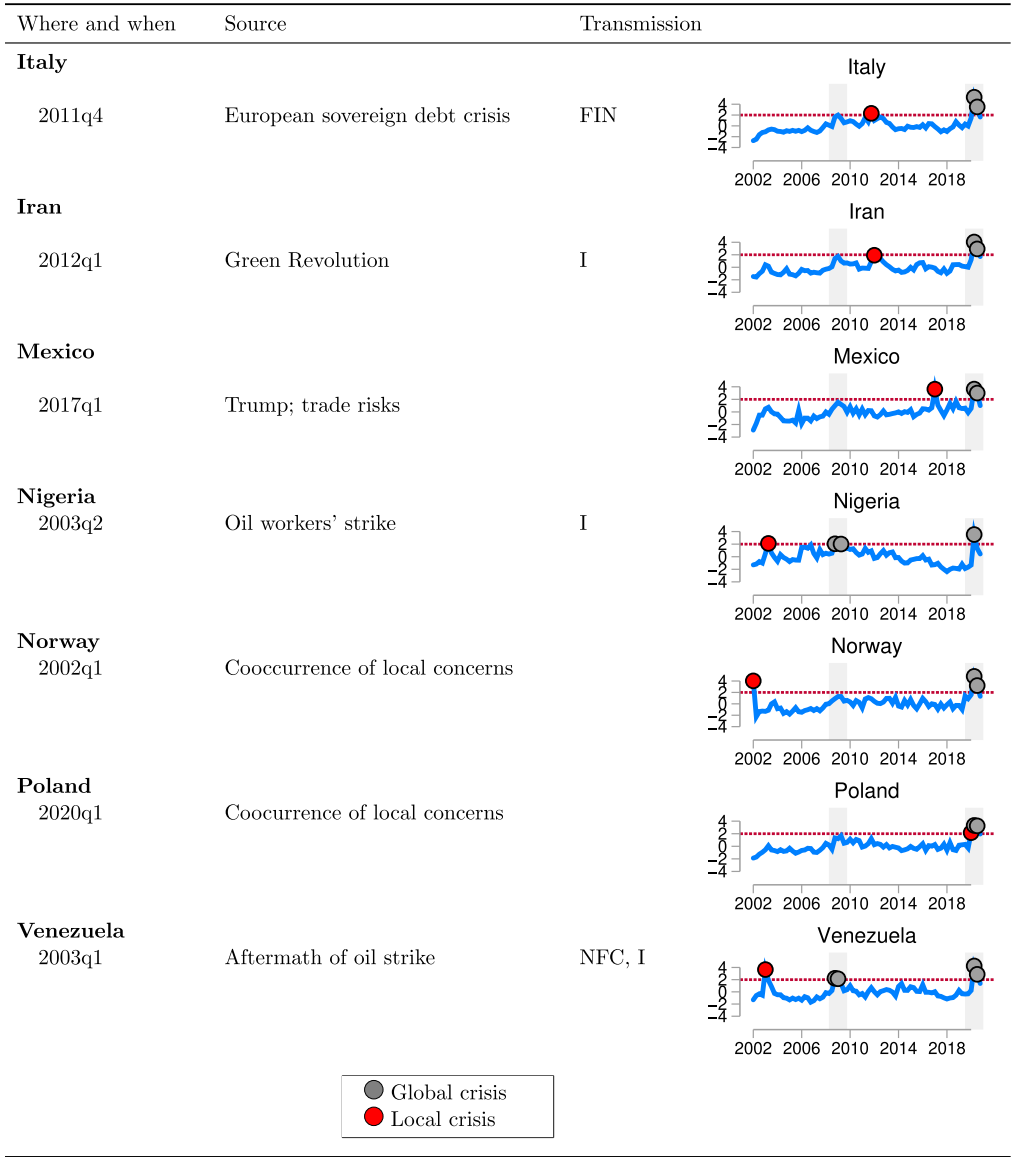 Where and when Source Transmission
Italy
Italy
2011q4 European sovereign debt crisis FIN
4
2
0
−2
−4
2002 2006 2010 2014 2018
Iran
Iran
2012q1 Green Revolution I
4
2
0
−2
−4
2002 2006 2010 2014 2018
Mexico
Mexico
2017q1 Trump; trade risks
4
2
0
−2
−4
2002 2006 2010 2014 2018
Nigeria
Nigeria
2003q2 Oil workers' strike I
4
2
0
−2
−4
2002 2006 2010 2014 2018
Norway
Norway
2002q1 Cooccurrence of local concerns
4
2
0
−2
−4
2002 2006 2010 2014 2018
Poland
Poland
2020q1 Coocurrence of local concerns
4
2
0
−2
−4
2002 2006 2010 2014 2018
Venezuela
Venezuela
2003q1 Aftermath of oil strike NFC, I
4
2
0
−2
−4
2002 2006 2010 2014 2018
Global crisis
Local crisis